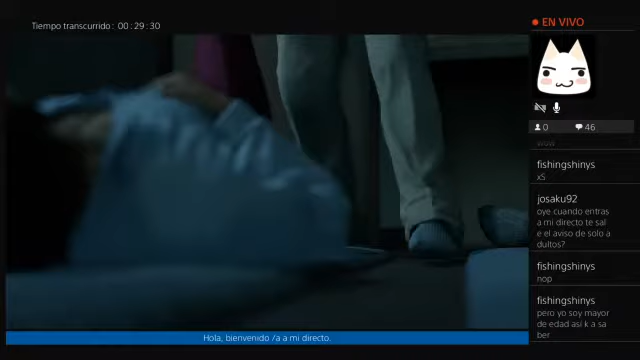 Tiempo transcurrido: 00:29:30
EN VIVO
0 46
fishingshinys
xS
josaku92
oye cuando entras
a mi directo te sal
e el aviso de solo a
dultos?
fishingshinys
nop
fishingshinys
pero yo soy mayor
de edad asi k a sa
ber
Hola, bienvenido /a a mi directo.